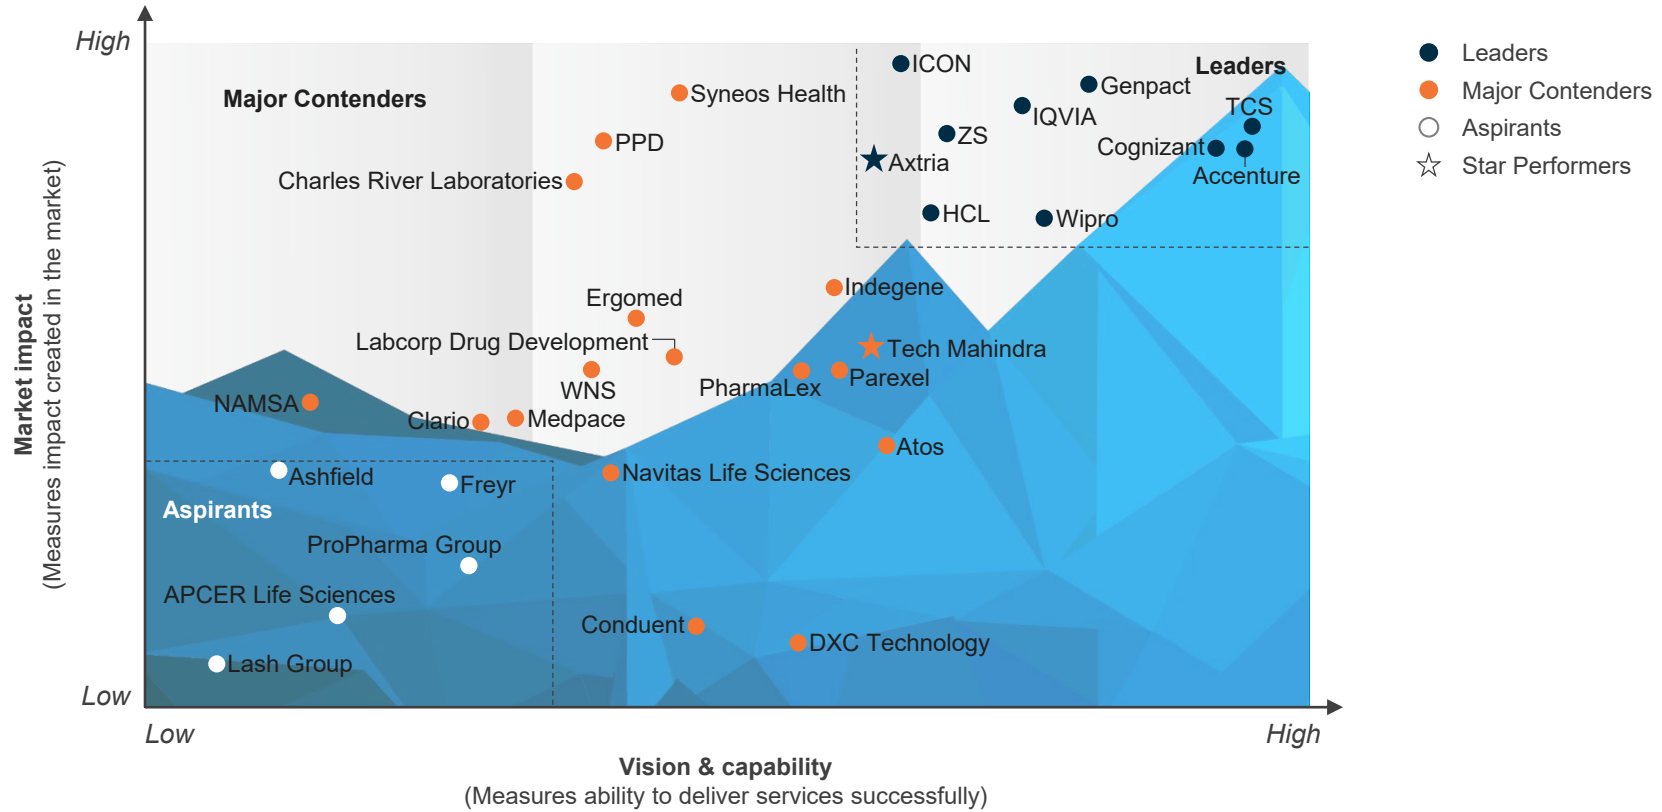 High
Major Contenders
Leaders
ICON
Genpact
Syneos Health
IQVIA
TCS
PPD
ZS
Cognizant
Axtria
Accenture
Charles River Laboratories
HCL
Wipro
Indegene
Ergomed
Labcorp Drug Development
Tech Mahindra
WNS
PharmaLex
Parexel
NAMSA
Clario
Medpace
Atos
Navitas Life Sciences
Ashfield
Freyr
Aspirants
ProPharma Group
APCER Life Sciences
Conduent
DXC Technology
Lash Group
Low
Market impact
(Measures impact created in the market)
Low
High
Vision & capability
(Measures ability to deliver services successfully)
Leaders
Major Contenders
Aspirants
Star Performers